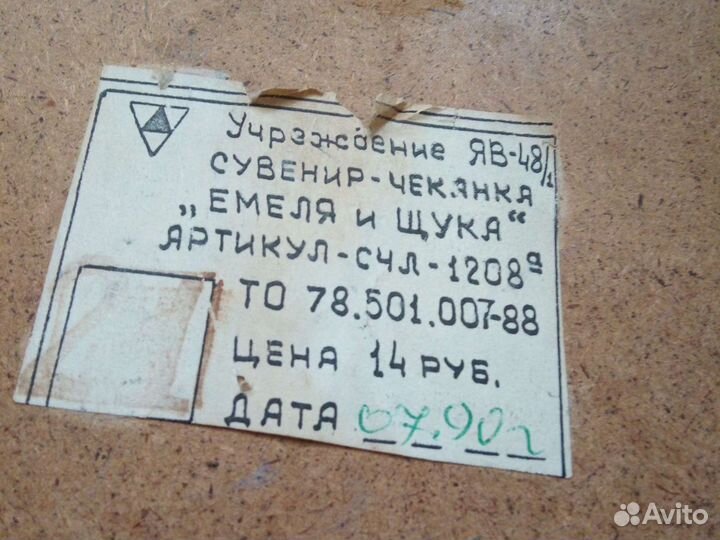 Учреждение ЯВ-48/1
СУВЕНИР-ЧЕКАНКА
„ЕМЕЛЯ И ЩУКА“
АРТИКУЛ-СЧЛ-1208а
ТО 78.501.007-88
ЦЕНА 14 РУБ.
ДАТА 07.90г
Avito